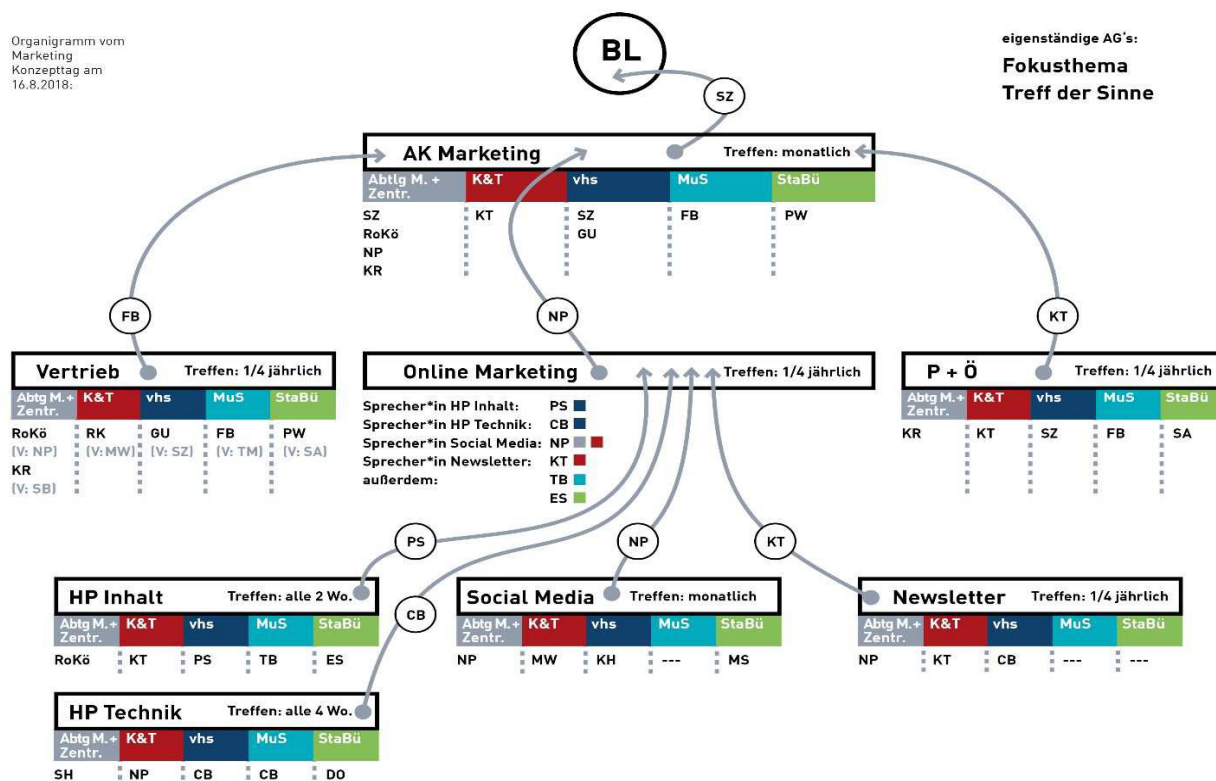 Organigramm vom
Marketing
Konzepttag am
16.8.2018:
BL
eigenständige AG's:
Fokusthema
Treff der Sinne
SZ
AK Marketing Treffen: monatlich
Abtlg M. + Zentr. K&T vhs MuS StaBü
SZ KT SZ FB PW
RoKö GU
NP
KR
FB NP KT
Vertrieb Treffen: 1/4 jährlich
Abtg M. + Zentr. K&T vhs MuS StaBü
RoKö RK GU FB PW
(V: NP) (V: MW) (V: SZ) (V: TM) (V: SA)
KR
(V: SB)
Online Marketing Treffen: 1/4 jährlich
Sprecher*in HP Inhalt: PS
Sprecher*in HP Technik: CB
Sprecher*in Social Media: NP
Sprecher*in Newsletter: KT
außerdem: TB
ES
P + Ö Treffen: 1/4 jährlich
Abtg M. + Zentr. K&T vhs MuS StaBü
KR KT SZ FB SA
PS NP KT
CB
HP Inhalt Treffen: alle 2 Wo.
Abtg M. + Zentr. K&T vhs MuS StaBü
RoKö KT PS TB ES
Social Media Treffen: monatlich
Abtg M. + Zentr. K&T vhs MuS StaBü
NP MW KH --- MS
Newsletter Treffen: 1/4 jährlich
Abtg M. + Zentr. K&T vhs MuS StaBü
NP KT CB --- ---
HP Technik Treffen: alle 4 Wo.
Abtg M. + Zentr. K&T vhs MuS StaBü
SH NP CB CB DO